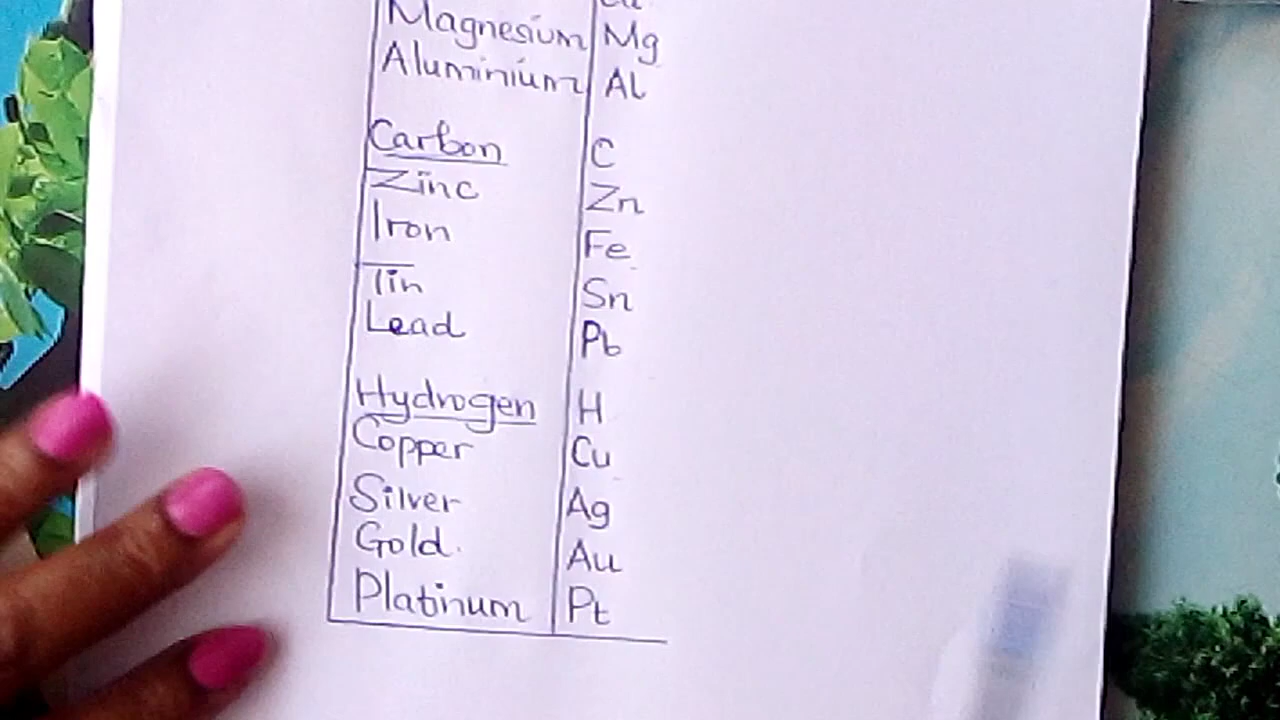 Magnesium Mg
Aluminium Al
Carbon C
Zinc Zn
Iron Fe
Tin Sn
Lead Pb
Hydrogen H
Copper Cu
Silver Ag
Gold. Au
Platinum Pt